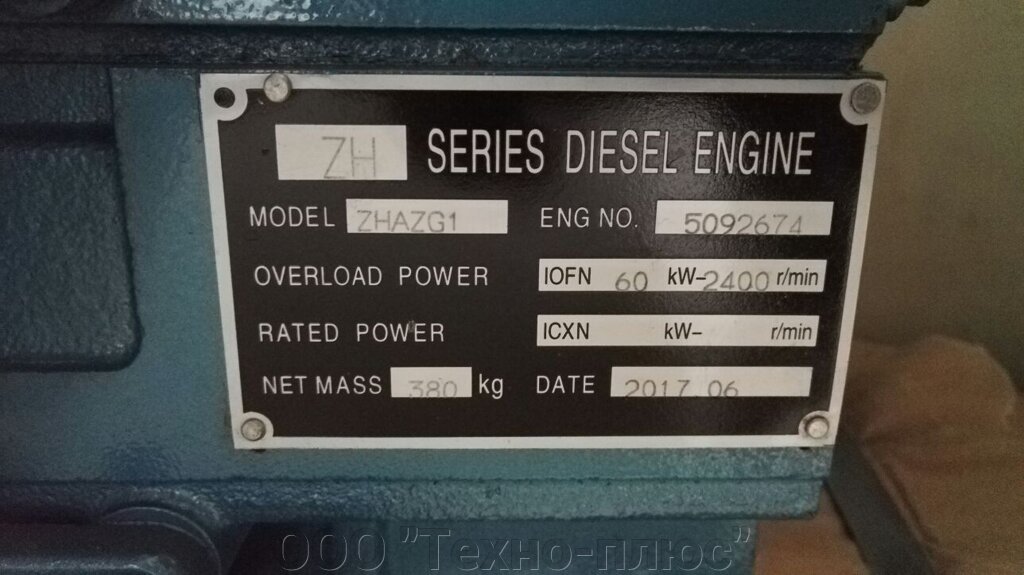 ZH SERIES DIESEL ENGINE
MODEL ZHAZG1 ENG NO. 5092674
OVERLOAD POWER IOFN 60 kW-2400 r/min
RATED POWER ICXN kW- r/min
NET MASS 380 kg DATE 2017.06
ООО "Техно-плюс"